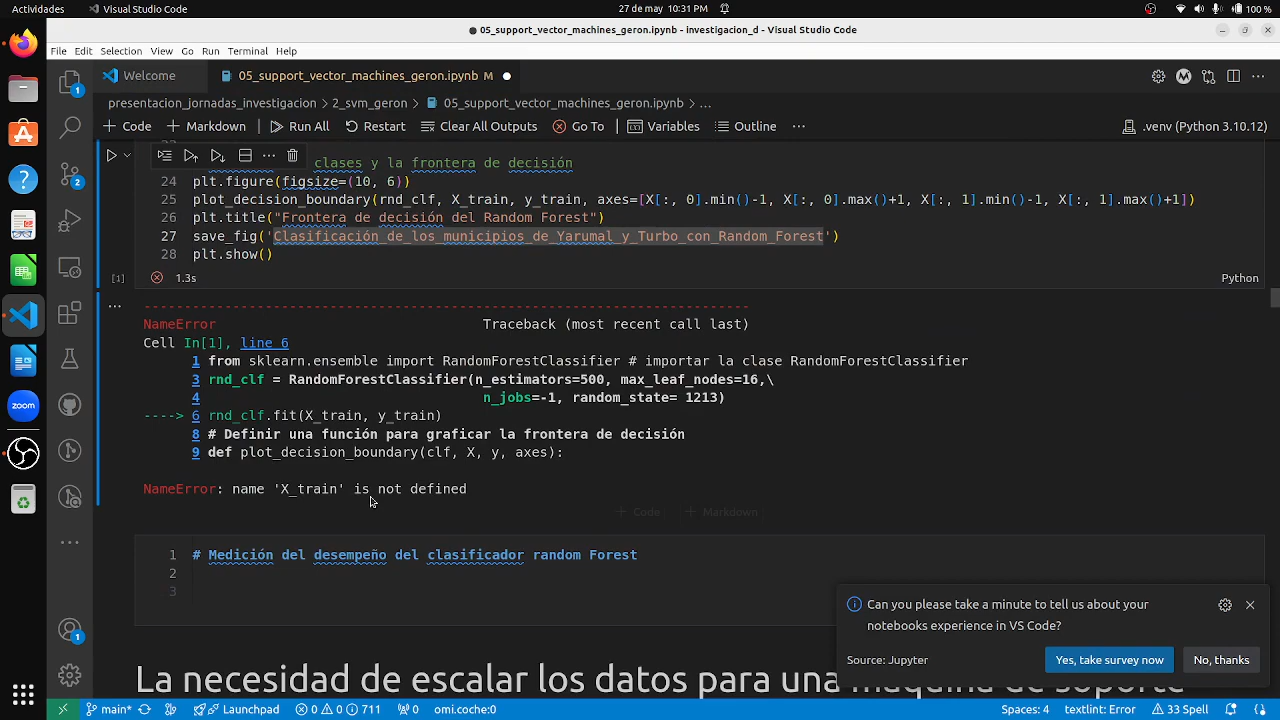 Actividades Visual Studio Code 27 de may 10:31 PM 100 %
05_support_vector_machines_geron.ipynb - investigacion_d - Visual Studio Code
File Edit Selection View Go Run Terminal Help
Welcome 05_support_vector_machines_geron.ipynb M
presentacion_jornadas_investigacion > 2_svm_geron > 05_support_vector_machines_geron.ipynb > ...
+ Code + Markdown Run All Restart Clear All Outputs Go To Variables Outline ... .venv (Python 3.10.12)
clases y la frontera de decisión
24 plt.figure(figsize=(10, 6))
25 plot_decision_boundary(rnd_clf, X_train, y_train, axes=[X[:, 0].min()-1, X[:, 0].max()+1, X[:, 1].min()-1, X[:, 1].max()+1])
26 plt.title("Frontera de decisión del Random Forest")
27 save_fig('Clasificación_de_los_municipios_de_Yarumal_y_Turbo_con_Random_Forest')
28 plt.show()
[1] 1.3s Python
... ---------------------------------------------------------------------------
NameError Traceback (most recent call last)
Cell In[1], line 6
1 from sklearn.ensemble import RandomForestClassifier # importar la clase RandomForestClassifier
3 rnd_clf = RandomForestClassifier(n_estimators=500, max_leaf_nodes=16,\
4 n_jobs=-1, random_state= 1213)
----> 6 rnd_clf.fit(X_train, y_train)
8 # Definir una función para graficar la frontera de decisión
9 def plot_decision_boundary(clf, X, y, axes):
NameError: name 'X_train' is not defined
+ Code + Markdown
1 # Medición del desempeño del clasificador random Forest
2
3
Can you please take a minute to tell us about your
notebooks experience in VS Code?
Source: Jupyter Yes, take survey now No, thanks
La necesidad de escalar los datos para una máquina de soporte
main* Launchpad 0 0 711 0 omi.coche:0 Spaces: 4 textlint: Error 33 Spell